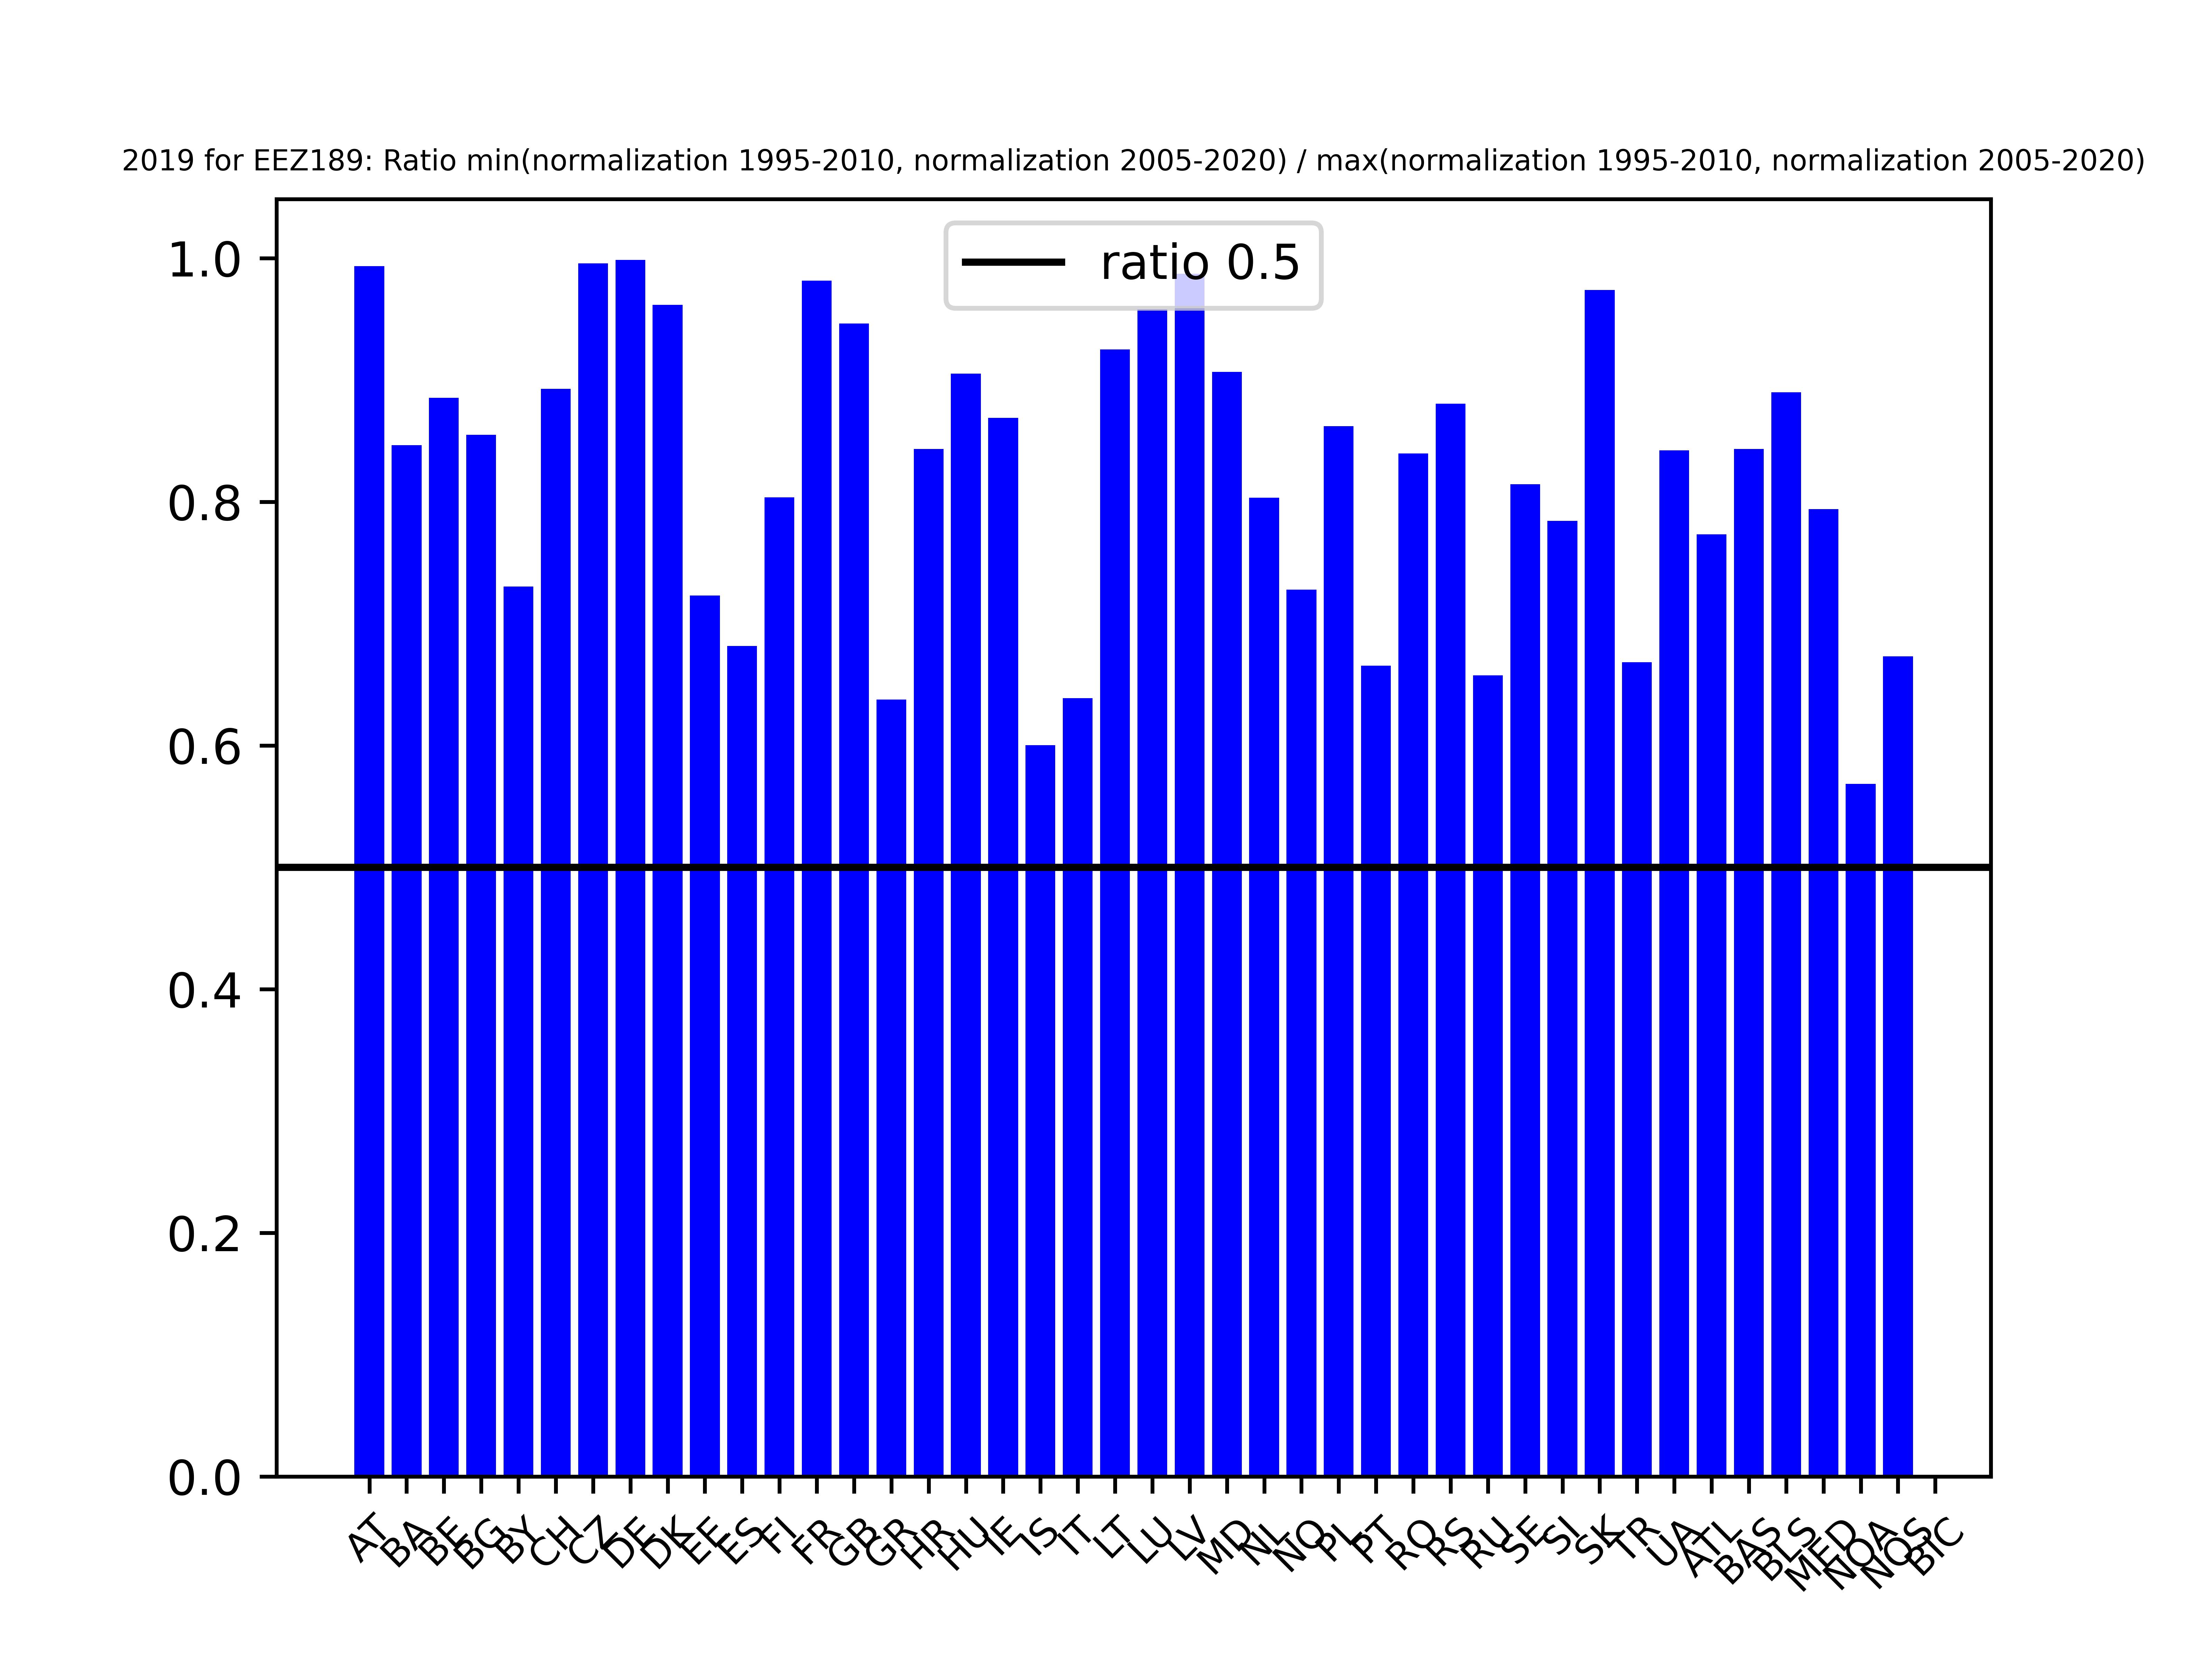 2019 for EEZ189: Ratio min(normalization 1995-2010, normalization 2005-2020) / max(normalization 1995-2010, normalization 2005-2020)
ratio 0.5
1.0
0.8
0.6
0.4
0.2
0.0
AT BA BE BG BY CH CZ DE DK EE ES FI FR GB GR HR HU IE IS IT LT LU LV MD NL NO PL PT RO RS RU SE SI SK TR UA ATL BAS BLS MED NOA NOS BIC